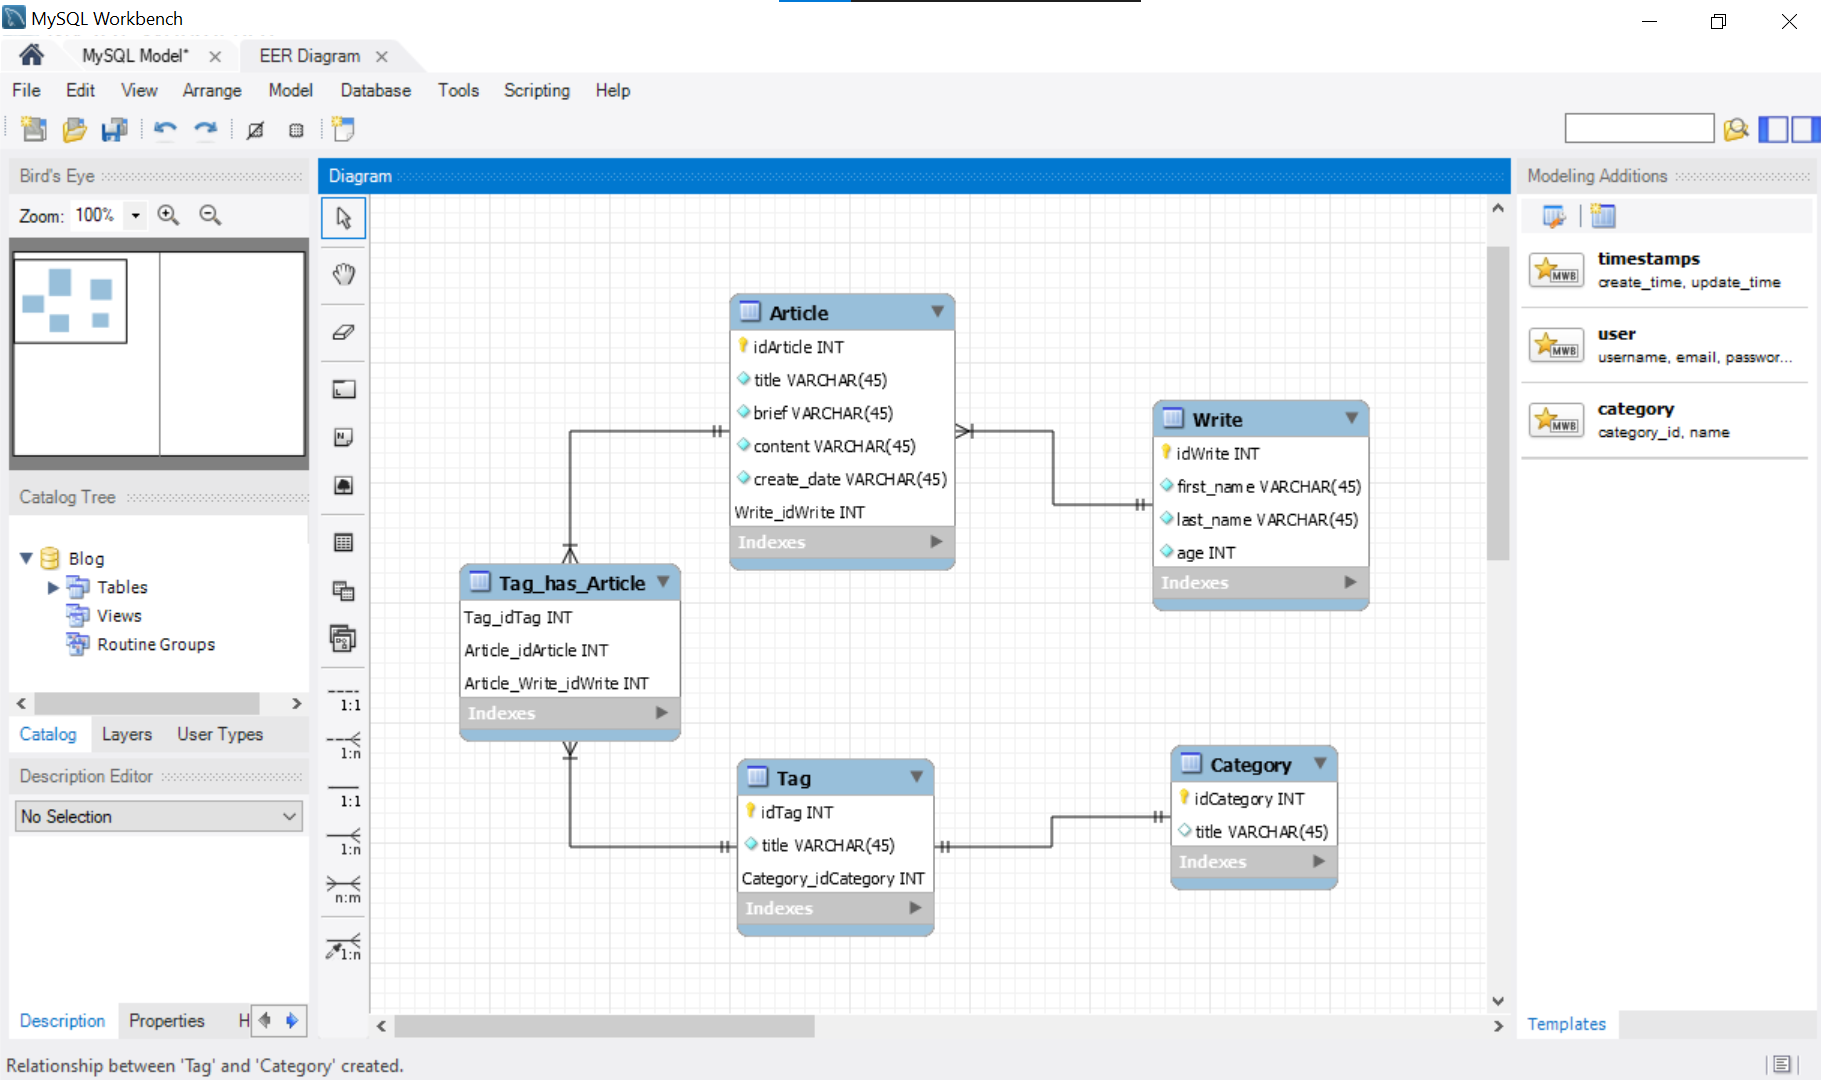 MySQL Workbench
MySQL Model*
EER Diagram
File Edit View Arrange Model Database Tools Scripting Help
Bird's Eye
Zoom: 100%
Catalog Tree
Blog
Tables
Views
Routine Groups
Catalog Layers User Types
Description Editor
No Selection
Description Properties H
Diagram
1:1
1:n
1:1
1:n
n:m
1:n
Article
idArticle INT
title VARCHAR(45)
brief VARCHAR(45)
content VARCHAR(45)
create_date VARCHAR(45)
Write_idWrite INT
Indexes
Write
idWrite INT
first_name VARCHAR(45)
last_name VARCHAR(45)
age INT
Indexes
Tag_has_Article
Tag_idTag INT
Article_idArticle INT
Article_Write_idWrite INT
Indexes
Tag
idTag INT
title VARCHAR(45)
Category_idCategory INT
Indexes
Category
idCategory INT
title VARCHAR(45)
Indexes
Modeling Additions
MWB
timestamps
create_time, update_time
MWB
user
username, email, passwor...
MWB
category
category_id, name
Templates
Relationship between 'Tag' and 'Category' created.